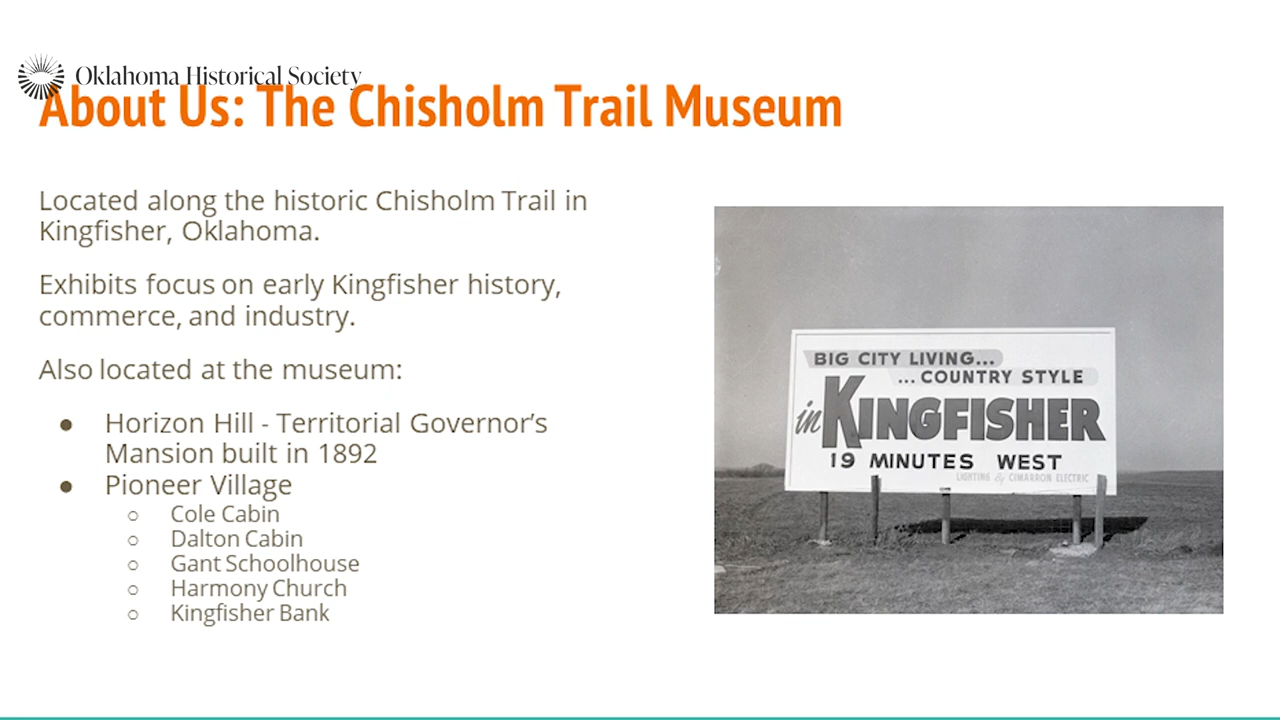 Oklahoma Historical Society
About Us: The Chisholm Trail Museum
Located along the historic Chisholm Trail in
Kingfisher, Oklahoma.
Exhibits focus on early Kingfisher history,
commerce, and industry.
Also located at the museum:
● Horizon Hill - Territorial Governor’s
Mansion built in 1892
● Pioneer Village
○ Cole Cabin
○ Dalton Cabin
○ Gant Schoolhouse
○ Harmony Church
○ Kingfisher Bank
BIG CITY LIVING...
...COUNTRY STYLE
in KINGFISHER
19 MINUTES WEST
LIGHTING By CIMARRON ELECTRIC